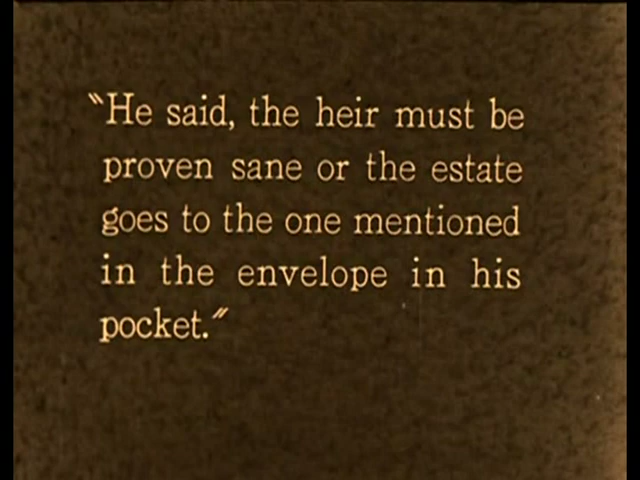 "He said, the heir must be
proven sane or the estate
goes to the one mentioned
in the envelope in his
pocket."